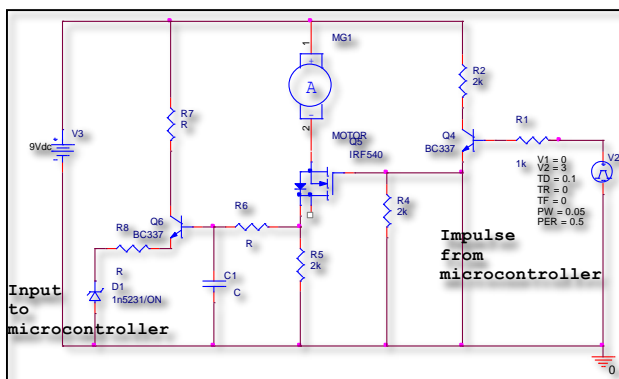 1
MG1
+
A
-
2
MOTOR
Q5
IRF540
R2
2k
R7
R
V3
9Vdc
Q4
BC337
R1
1k
V2
V1 = 0
V2 = 3
TD = 0.1
TR = 0
TF = 0
PW = 0.05
PER = 0.5
R4
2k
Q6
BC337
R6
R
R8
R
R5
2k
C1
C
D1
1n5231/ON
Input
to
microcontroller
Impulse
from
microcontroller
0